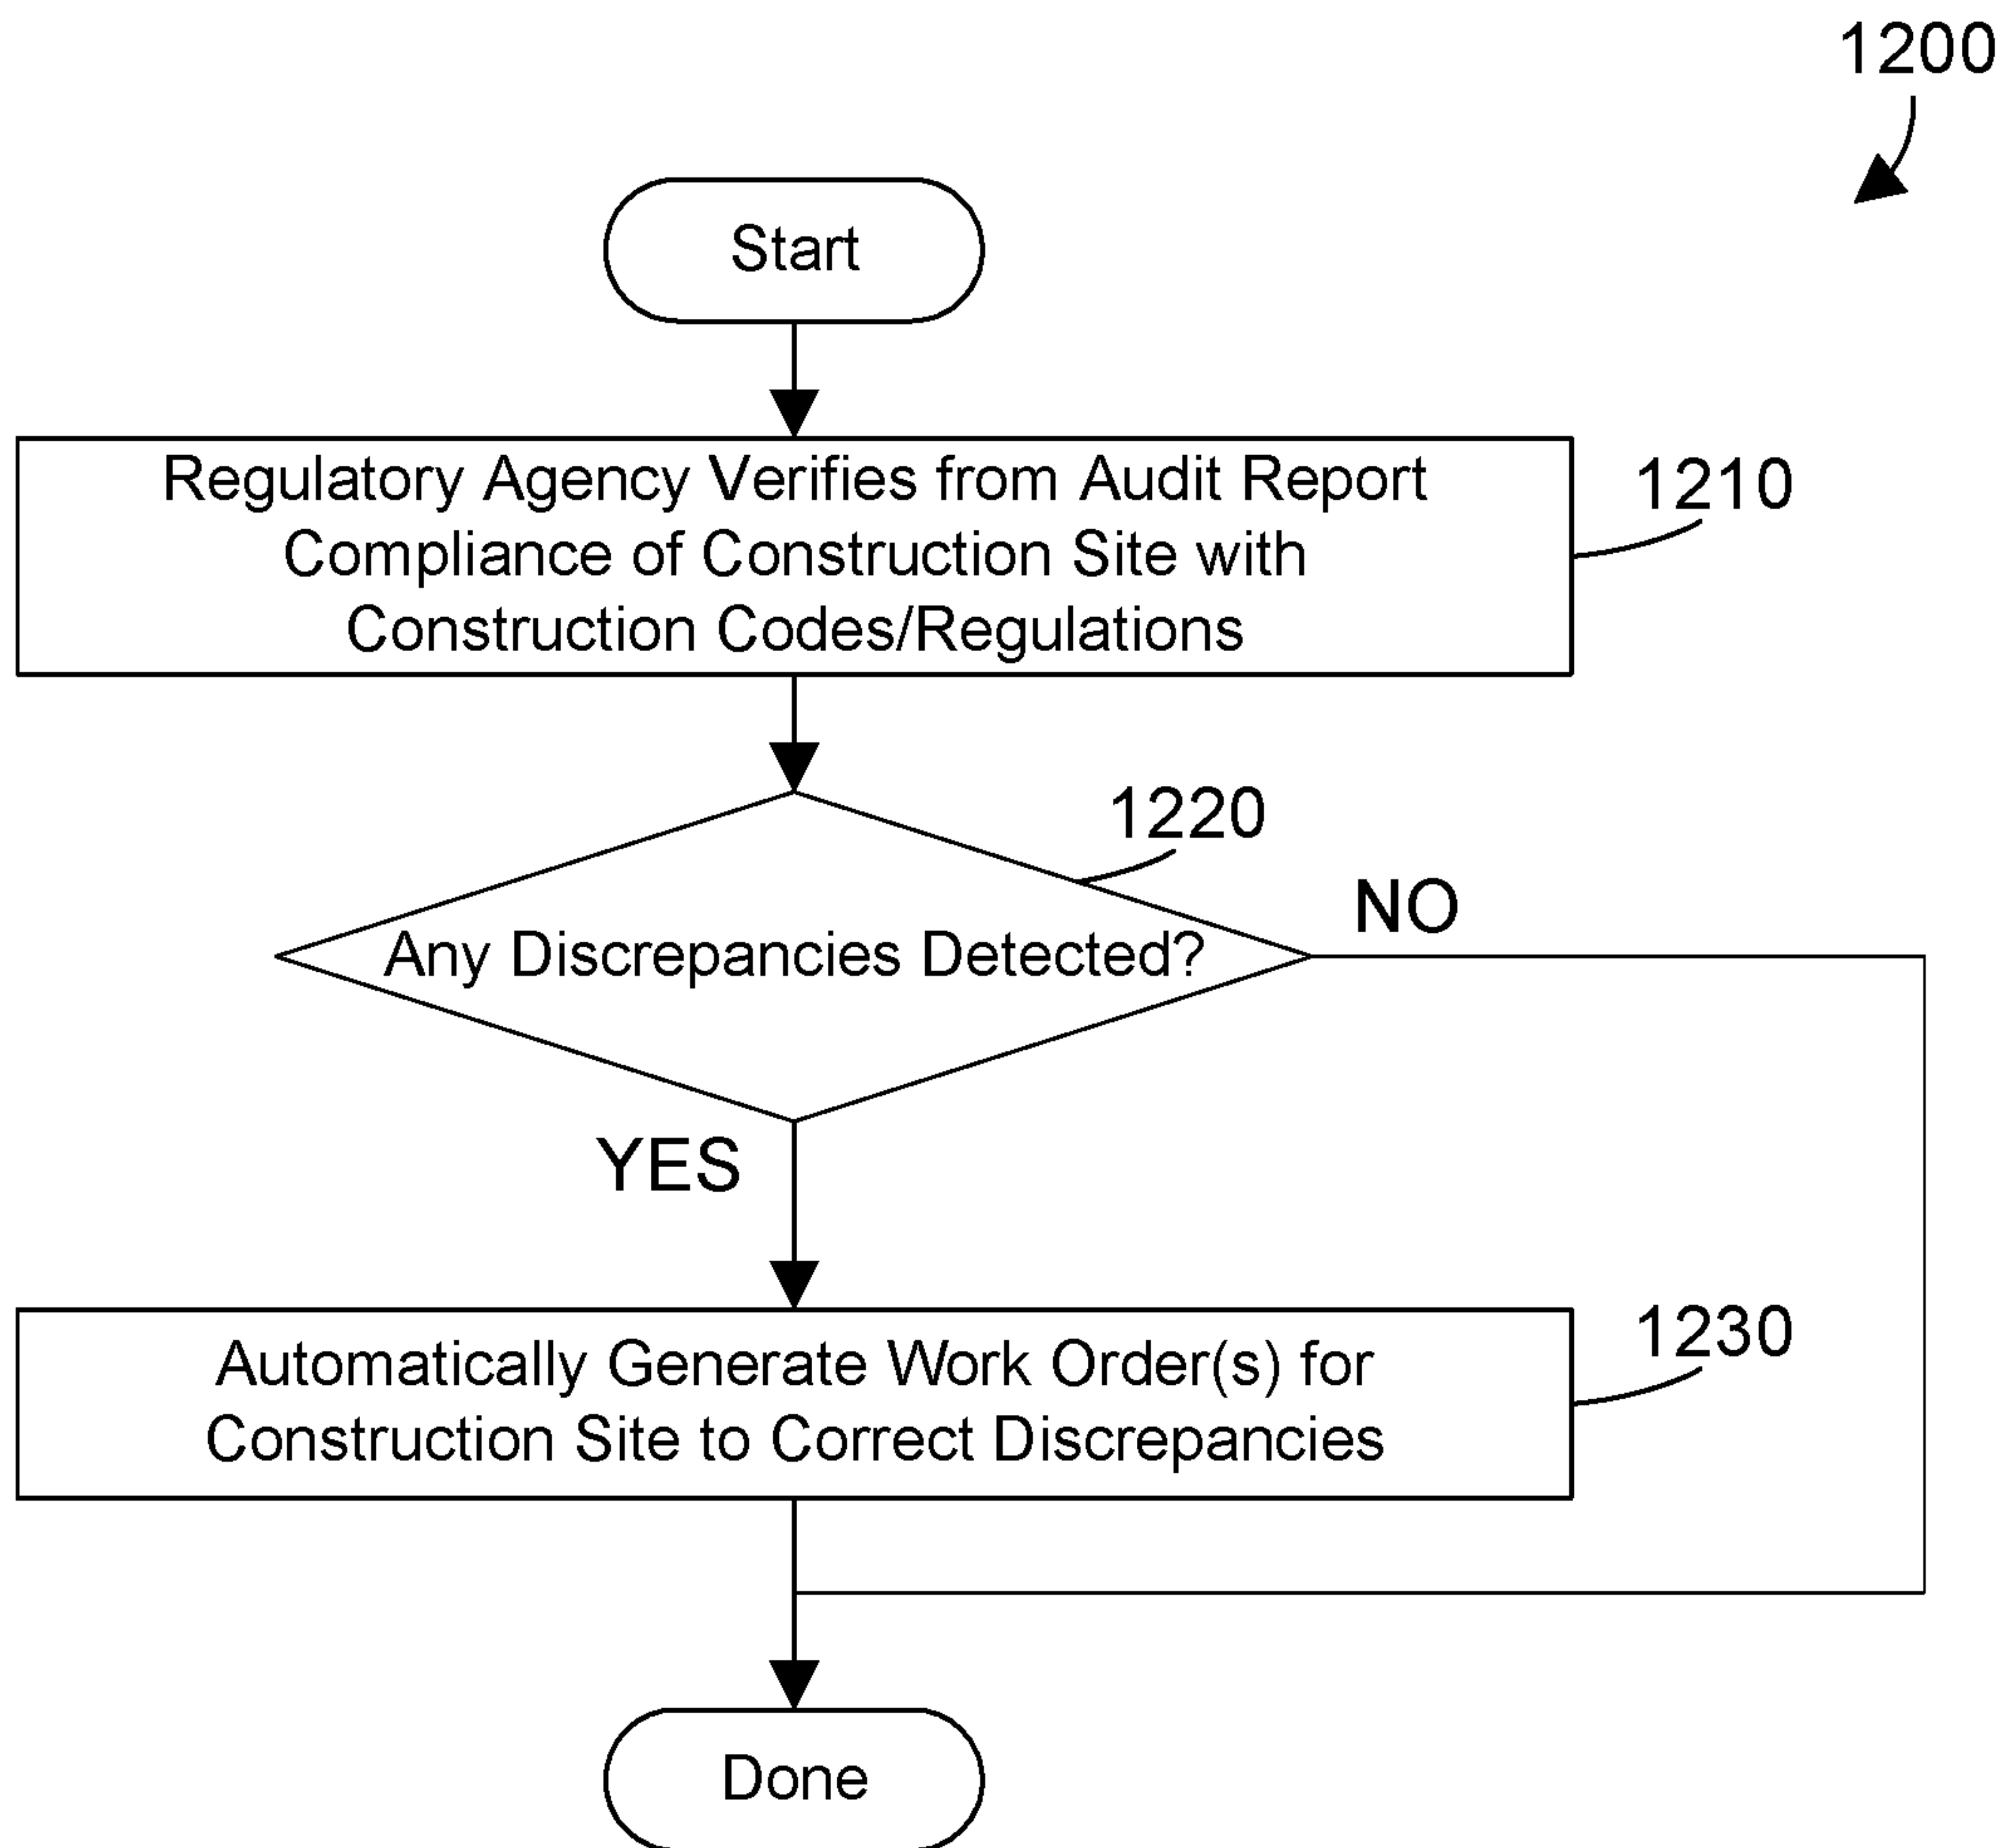 1200
Start
Regulatory Agency Verifies from Audit Report
Compliance of Construction Site with
Construction Codes/Regulations
1210
1220
Any Discrepancies Detected?
NO
YES
Automatically Generate Work Order(s) for
Construction Site to Correct Discrepancies
1230
Done